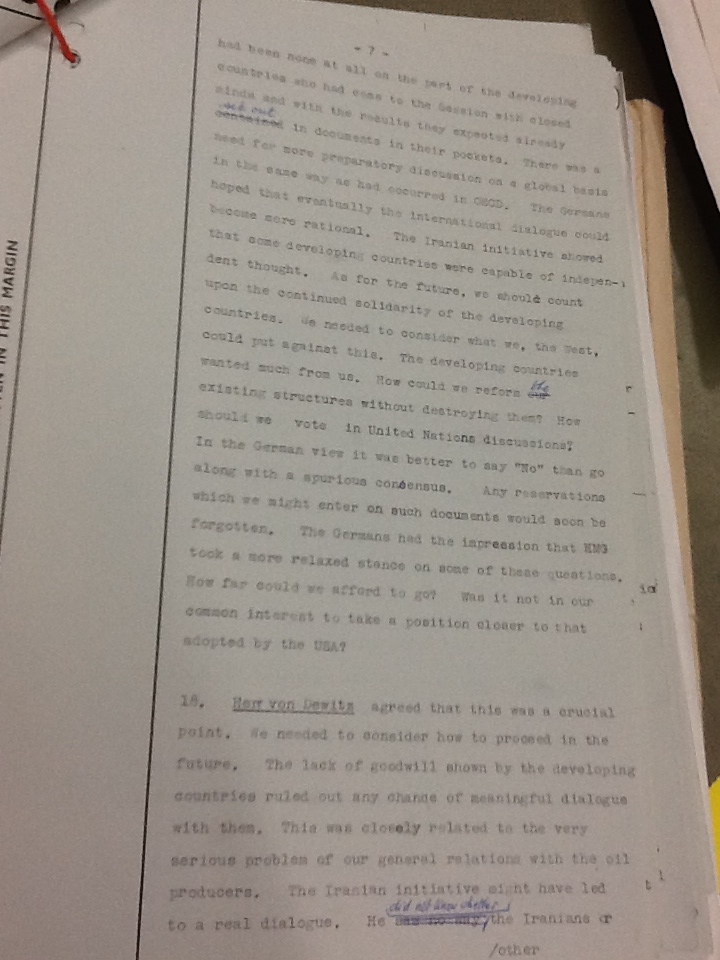 - 7 -
had been none at all on the part of the developing
countries who had come to the Session with closed
minds and with the results they expected already
set out
contained in documents in their pockets. There was a
need for more preparatory discussion on a global basis
in the same way as had occurred in OECD. The Germans
hoped that eventually the international dialogue could
become more rational. The Iranian initiative showed
that some developing countries were capable of indepen-
dent thought. As for the future, we should count
upon the continued solidarity of the developing
countries. We needed to consider what we, the West,
could put against this. The developing countries
wanted much from us. How could we reform the
existing structures without destroying them? How
should we vote in United Nations discussions?
In the German view it was better to say "No" than go
along with a spurious consensus. Any reservations
which we might enter on such documents would soon be
forgotten. The Germans had the impression that HMG
took a more relaxed stance on some of these questions.
How far could we afford to go? Was it not in our
common interest to take a position closer to that
adopted by the USA?
18. Herr von Dewitz agreed that this was a crucial
point. We needed to consider how to proceed in the
future. The lack of goodwill shown by the developing
countries ruled out any chance of meaningful dialogue
with them. This was closely related to the very
serious problem of our general relations with the oil
producers. The Iranian initiative might have led
did not know whether
to a real dialogue. He the Iranians or
/other
IN THIS MARGIN